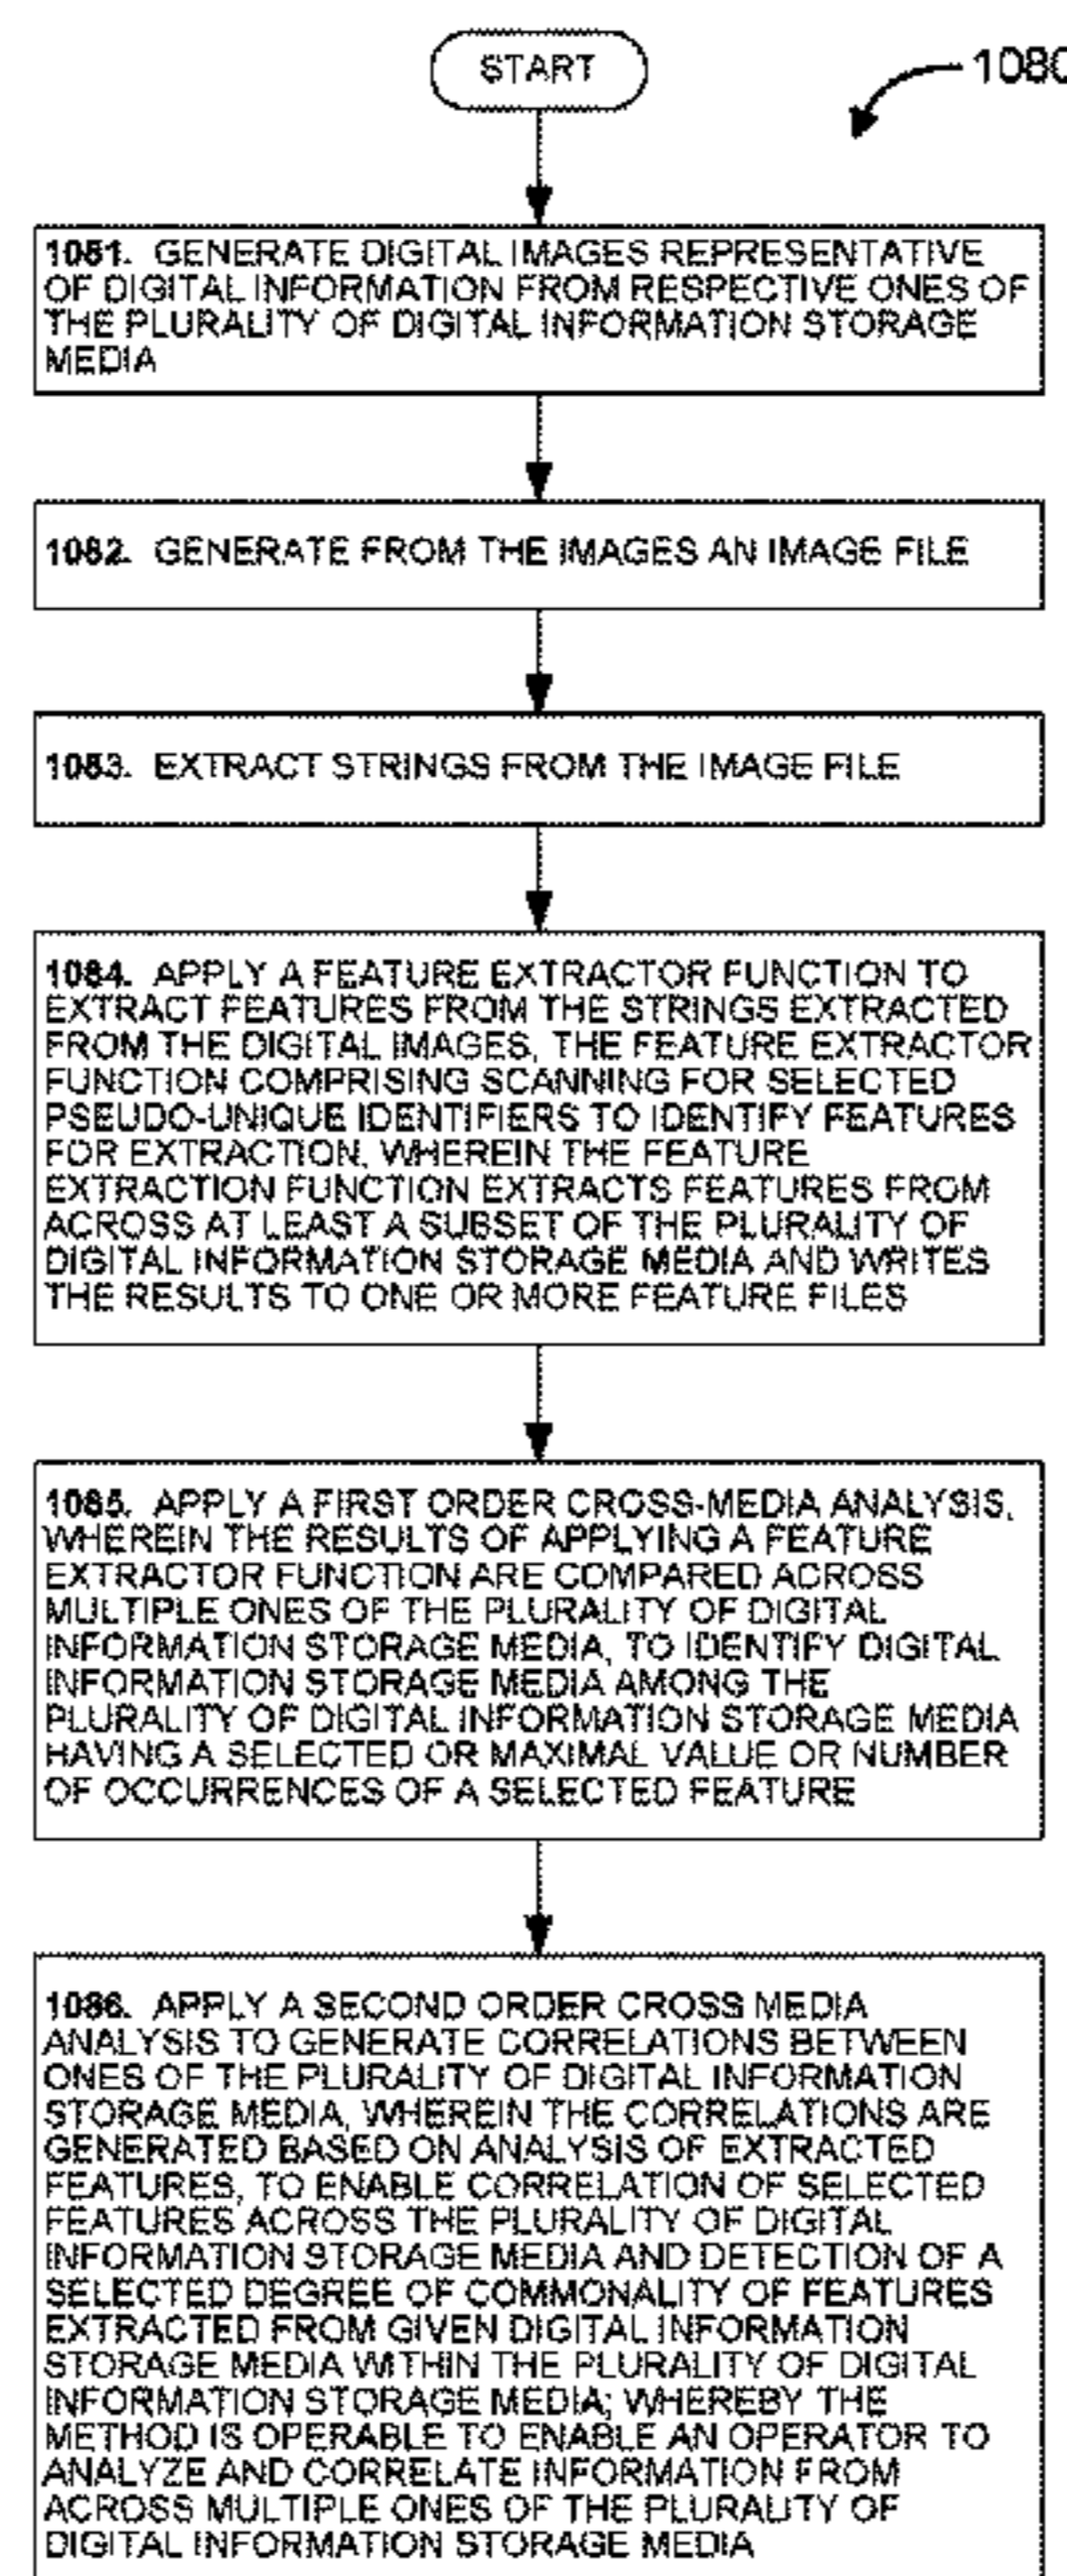 START
1080
1081. GENERATE DIGITAL IMAGES REPRESENTATIVE
OF DIGITAL INFORMATION FROM RESPECTIVE ONES OF
THE PLURALITY OF DIGITAL INFORMATION STORAGE
MEDIA
1082. GENERATE FROM THE IMAGES AN IMAGE FILE
1083. EXTRACT STRINGS FROM THE IMAGE FILE
1084. APPLY A FEATURE EXTRACTOR FUNCTION TO
EXTRACT FEATURES FROM THE STRINGS EXTRACTED
FROM THE DIGITAL IMAGES, THE FEATURE EXTRACTOR
FUNCTION COMPRISING SCANNING FOR SELECTED
PSEUDO-UNIQUE IDENTIFIERS TO IDENTIFY FEATURES
FOR EXTRACTION, WHEREIN THE FEATURE
EXTRACTION FUNCTION EXTRACTS FEATURES FROM
ACROSS AT LEAST A SUBSET OF THE PLURALITY OF
DIGITAL INFORMATION STORAGE MEDIA AND WRITES
THE RESULTS TO ONE OR MORE FEATURE FILES
1085. APPLY A FIRST ORDER CROSS-MEDIA ANALYSIS,
WHEREIN THE RESULTS OF APPLYING A FEATURE
EXTRACTOR FUNCTION ARE COMPARED ACROSS
MULTIPLE ONES OF THE PLURALITY OF DIGITAL
INFORMATION STORAGE MEDIA, TO IDENTIFY DIGITAL
INFORMATION STORAGE MEDIA AMONG THE
PLURALITY OF DIGITAL INFORMATION STORAGE MEDIA
HAVING A SELECTED OR MAXIMAL VALUE OR NUMBER
OF OCCURRENCES OF A SELECTED FEATURE
1086. APPLY A SECOND ORDER CROSS MEDIA
ANALYSIS TO GENERATE CORRELATIONS BETWEEN
ONES OF THE PLURALITY OF DIGITAL INFORMATION
STORAGE MEDIA, WHEREIN THE CORRELATIONS ARE
GENERATED BASED ON ANALYSIS OF EXTRACTED
FEATURES, TO ENABLE CORRELATION OF SELECTED
FEATURES ACROSS THE PLURALITY OF DIGITAL
INFORMATION STORAGE MEDIA AND DETECTION OF A
SELECTED DEGREE OF COMMONALITY OF FEATURES
EXTRACTED FROM GIVEN DIGITAL INFORMATION
STORAGE MEDIA WITHIN THE PLURALITY OF DIGITAL
INFORMATION STORAGE MEDIA; WHEREBY THE
METHOD IS OPERABLE TO ENABLE AN OPERATOR TO
ANALYZE AND CORRELATE INFORMATION FROM
ACROSS MULTIPLE ONES OF THE PLURALITY OF
DIGITAL INFORMATION STORAGE MEDIA